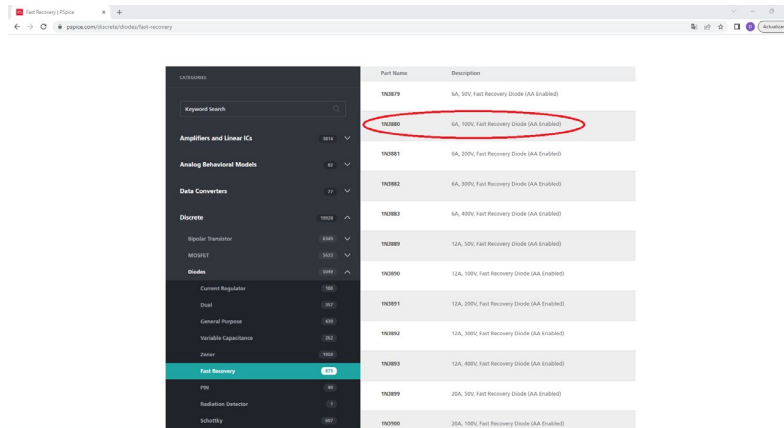 Fast Recovery | PSpice
pspice.com/discrete/diodes/fast-recovery
Actualizar
CATEGORIES
Keyword Search
Amplifiers and Linear ICs 3814
Analog Behavioral Models 82
Data Converters 77
Discrete
Bipolar Transistor
MOSFET
Diodes
Current Regulator
Dual
General Purpose
Variable Capacitance 262
Zener
Fast Recovery
PIN
Radiation Detector 1
Schottky
Part Name Description
1N3879 6A, 50V, Fast Recovery Diode (AA Enabled)
1N3880 6A, 100V, Fast Recovery Diode (AA Enabled)
1N3881 6A, 200V, Fast Recovery Diode (AA Enabled)
1N3882 6A, 300V, Fast Recovery Diode (AA Enabled)
1N3883 6A, 400V, Fast Recovery Diode (AA Enabled)
1N3889 12A, 50V, Fast Recovery Diode (AA Enabled)
1N3890 12A, 100V, Fast Recovery Diode (AA Enabled)
1N3891 12A, 200V, Fast Recovery Diode (AA Enabled)
1N3892 12A, 300V, Fast Recovery Diode (AA Enabled)
1N3893 12A, 400V, Fast Recovery Diode (AA Enabled)
1N3899 20A, 50V, Fast Recovery Diode (AA Enabled)
1N3900 20A, 100V, Fast Recovery Diode (AA Enabled)